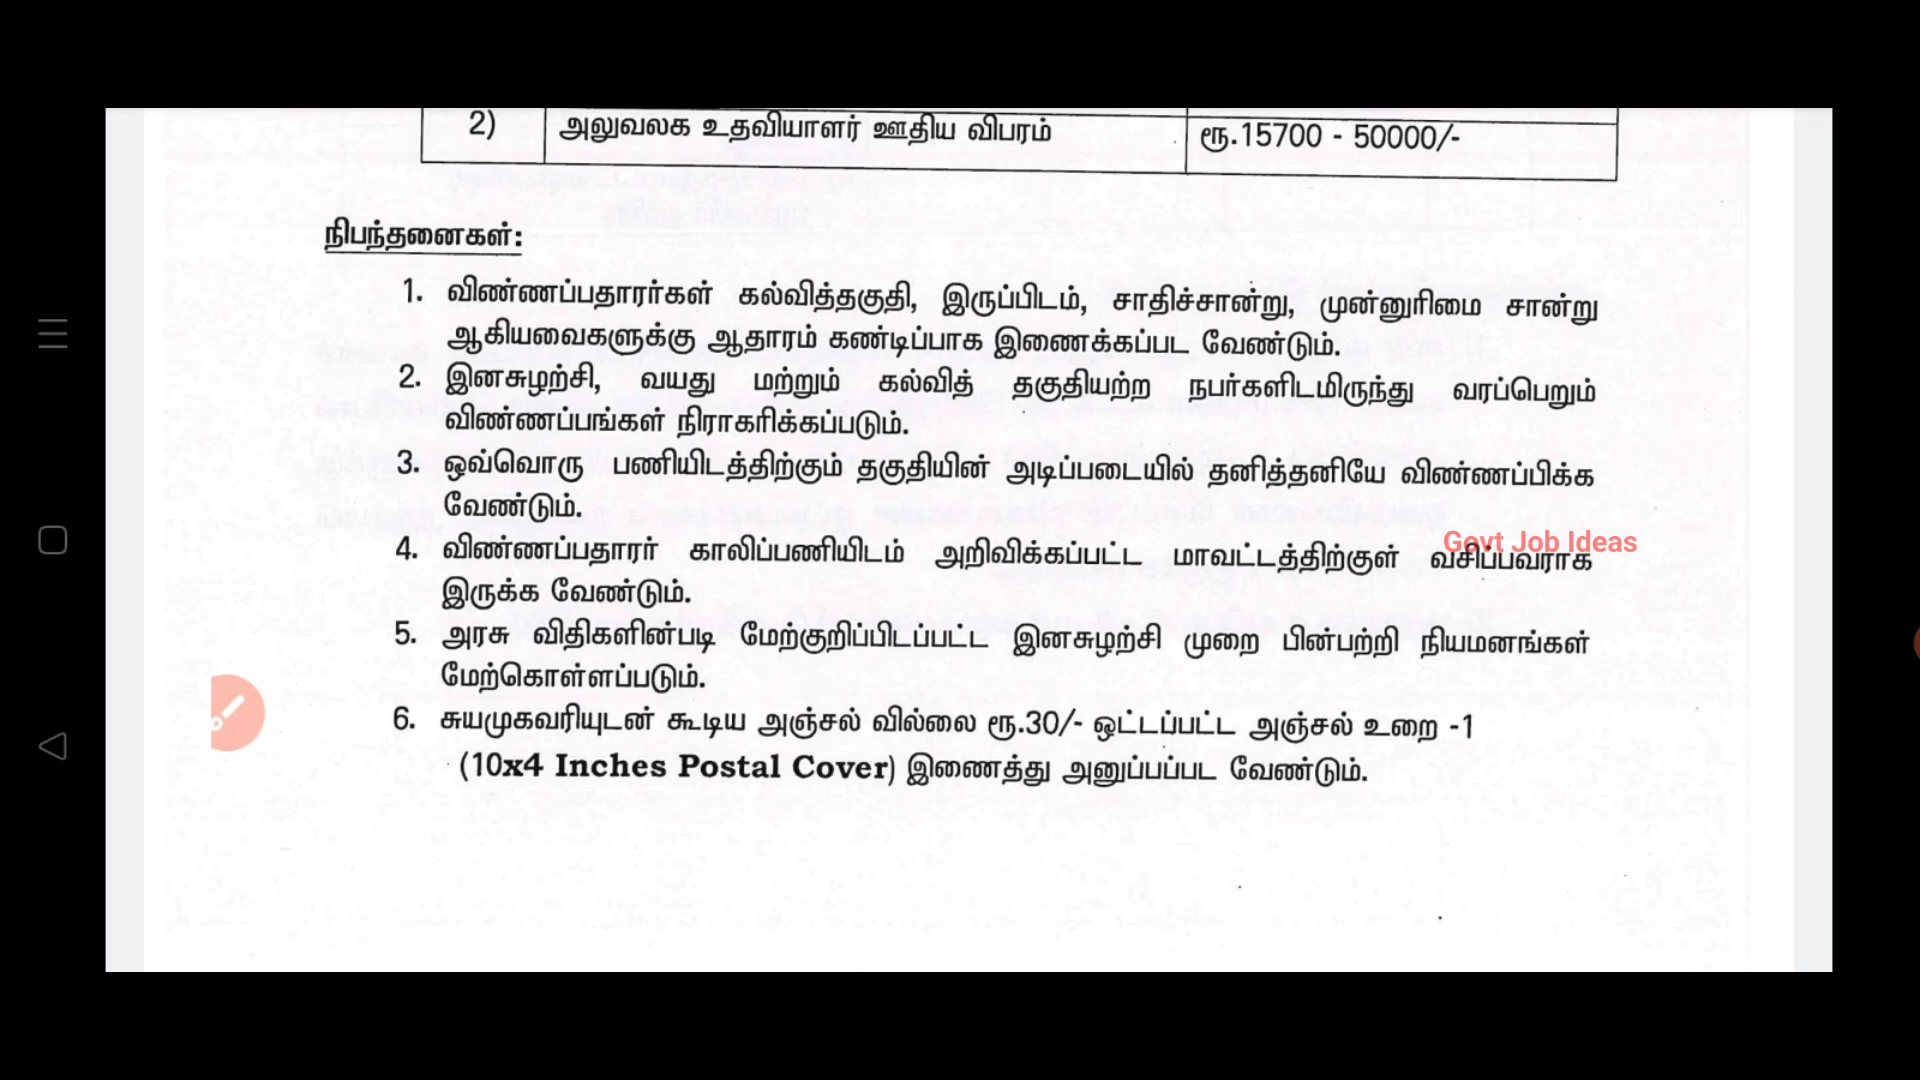 2) அலுவலக உதவியாளர் ஊதிய விபரம் ரூ.15700 - 50000/-
நிபந்தனைகள்:
1. விண்ணப்பதாரர்கள் கல்வித்தகுதி, இருப்பிடம், சாதிச்சான்று, முன்னுரிமை சான்று
ஆகியவைகளுக்கு ஆதாரம் கண்டிப்பாக இணைக்கப்பட வேண்டும்.
2. இனசுழற்சி, வயது மற்றும் கல்வித் தகுதியற்ற நபர்களிடமிருந்து வரப்பெறும்
விண்ணப்பங்கள் நிராகரிக்கப்படும்.
3. ஒவ்வொரு பணியிடத்திற்கும் தகுதியின் அடிப்படையில் தனித்தனியே விண்ணப்பிக்க
வேண்டும்.
4. விண்ணப்பதாரர் காலிப்பணியிடம் அறிவிக்கப்பட்ட மாவட்டத்திற்குள் வசிப்பவராக
Govt Job Ideas
இருக்க வேண்டும்.
5. அரசு விதிகளின்படி மேற்குறிப்பிடப்பட்ட இனசுழற்சி முறை பின்பற்றி நியமனங்கள்
மேற்கொள்ளப்படும்.
6. சுயமுகவரியுடன் கூடிய அஞ்சல் வில்லை ரூ.30/- ஒட்டப்பட்ட அஞ்சல் உறை -1
(10x4 Inches Postal Cover) இணைத்து அனுப்பப்பட வேண்டும்.